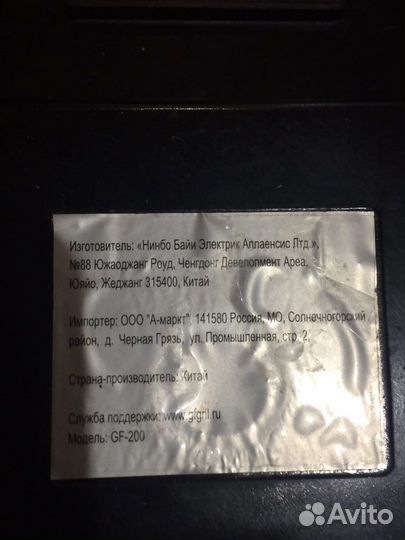 Изготовитель: «Нинбо Байи Электрик Аплаенсис Лтд.»,
№88 Южаоджанг Роуд, Ченгдонг Девелопмент Ареа,
Юяйо, Жеджанг 315400, Китай
Импортер: ООО "А-маркт", 141580 Россия, МО, Солнечногорский
район, д. Черная Грязь, ул. Промышленная, стр. 2,
Страна-производитель: Китай
Служба поддержки: www.gfgril.ru
Модель: GF-200
Avito